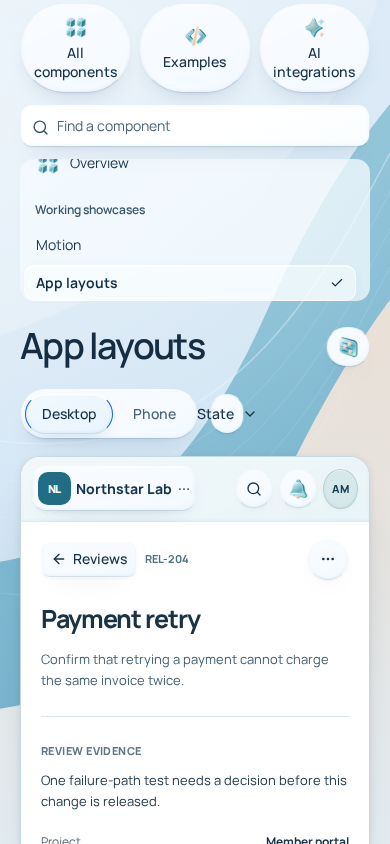 All
components
Examples
AI
integrations
Find a component
Overview
Working showcases
Motion
App layouts
App layouts
Desktop
Phone
State
NL
Northstar Lab ...
AM
Reviews
REL-204
Payment retry
Confirm that retrying a payment cannot charge
the same invoice twice.
REVIEW EVIDENCE
One failure-path test needs a decision before this
change is released.
Project
Member portal